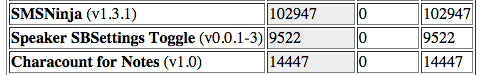 SMSNinja (v1.3.1) 102947 0 102947
Speaker SBSettings Toggle (v0.0.1-3) 9522 0 9522
Characount for Notes (v1.0) 14447 0 14447